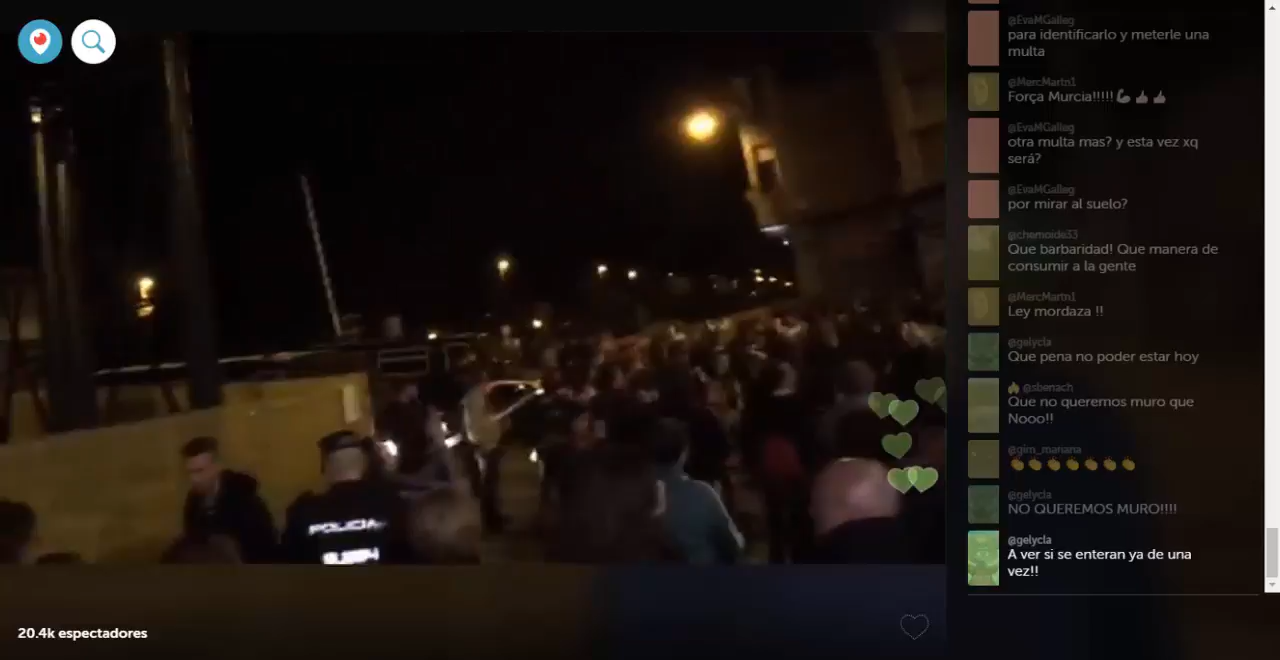 @EvaMGalleg
para identificarlo y meterle una
multa
@MercMartn1
Força Murcia!!!!!💪👍👍
@EvaMGalleg
otra multa mas? y esta vez xq
será?
@EvaMGalleg
por mirar al suelo?
@chemoide33
Que barbaridad! Que manera de
consumir a la gente
@MercMartn1
Ley mordaza !!
@gelycla
Que pena no poder estar hoy
@sbenach
Que no queremos muro que
Nooo!!
@gim_manana
👏👏👏👏👏👏👏
@gelycla
NO QUEREMOS MURO!!!!
@gelycla
A ver si se enteran ya de una
vez!!
POLICIA
20.4k espectadores